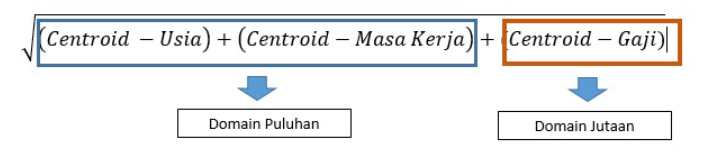 √(Centroid − Usia) + (Centroid − Masa Kerja) + (Centroid − Gaji)
Domain Puluhan
Domain Jutaan